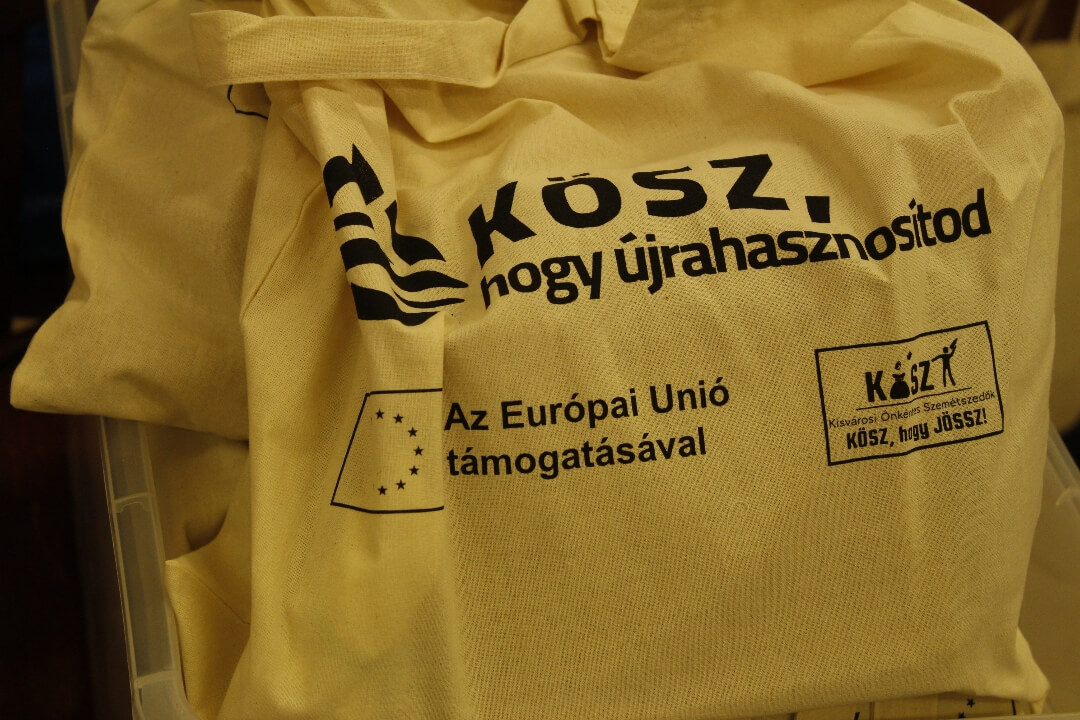 KÖSZ,
hogy újrahasznosítod
Az Európai Unió
támogatásával
KÖSZ
Kisvárosi Önkéntes Szemétszedők
KÖSZ, hogy JÖSSZ!